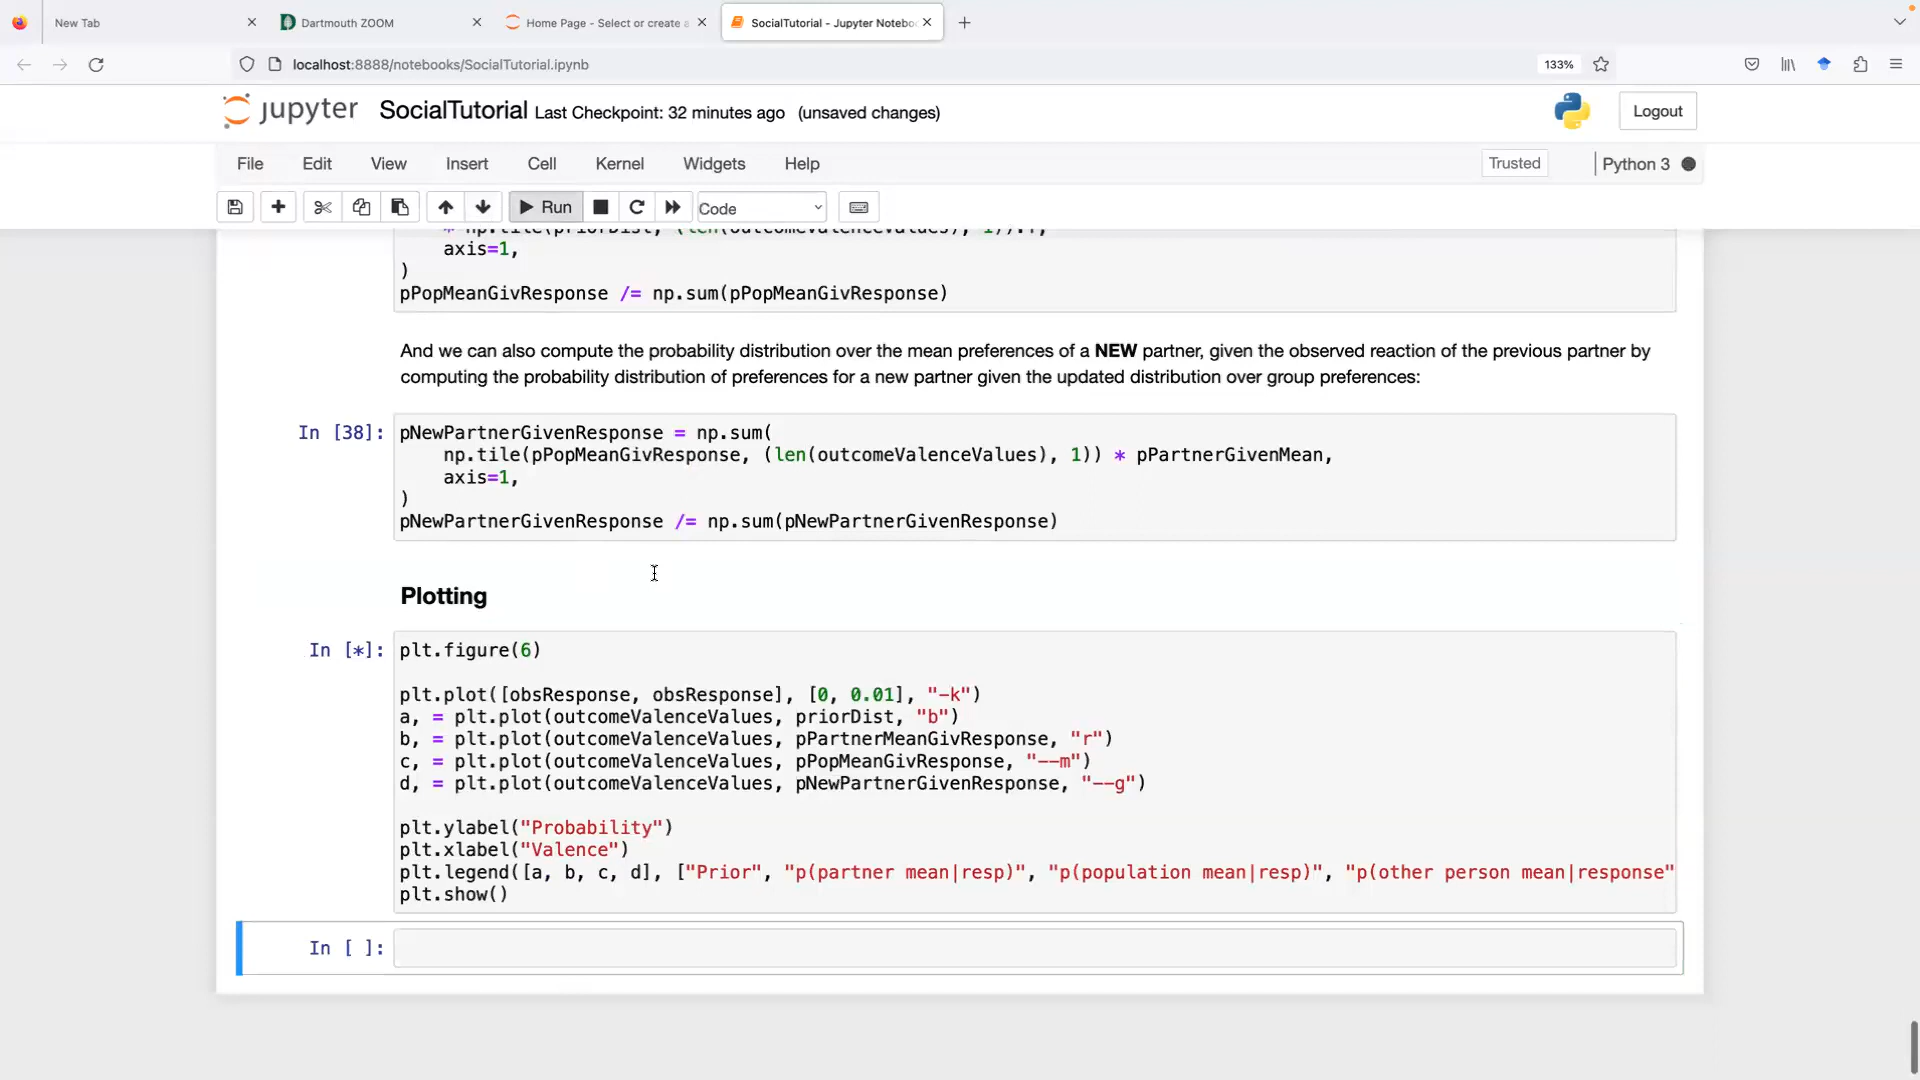 New Tab
Dartmouth ZOOM
Home Page - Select or create a
SocialTutorial - Jupyter Notebo
localhost:8888/notebooks/SocialTutorial.ipynb
133%
jupyter SocialTutorial Last Checkpoint: 32 minutes ago (unsaved changes)
Logout
File Edit View Insert Cell Kernel Widgets Help
Trusted
Python 3
Run
Code
* np.tile(priorDist, (len(outcomeValenceValues), 1)).T,
axis=1,
)
pPopMeanGivResponse /= np.sum(pPopMeanGivResponse)
And we can also compute the probability distribution over the mean preferences of a NEW partner, given the observed reaction of the previous partner by
computing the probability distribution of preferences for a new partner given the updated distribution over group preferences:
In [38]: pNewPartnerGivenResponse = np.sum(
np.tile(pPopMeanGivResponse, (len(outcomeValenceValues), 1)) * pPartnerGivenMean,
axis=1,
)
pNewPartnerGivenResponse /= np.sum(pNewPartnerGivenResponse)
Plotting
In [*]: plt.figure(6)
plt.plot([obsResponse, obsResponse], [0, 0.01], "-k")
a, = plt.plot(outcomeValenceValues, priorDist, "b")
b, = plt.plot(outcomeValenceValues, pPartnerMeanGivResponse, "r")
c, = plt.plot(outcomeValenceValues, pPopMeanGivResponse, "--m")
d, = plt.plot(outcomeValenceValues, pNewPartnerGivenResponse, "--g")
plt.ylabel("Probability")
plt.xlabel("Valence")
plt.legend([a, b, c, d], ["Prior", "p(partner mean|resp)", "p(population mean|resp)", "p(other person mean|response"
plt.show()
In [ ]: